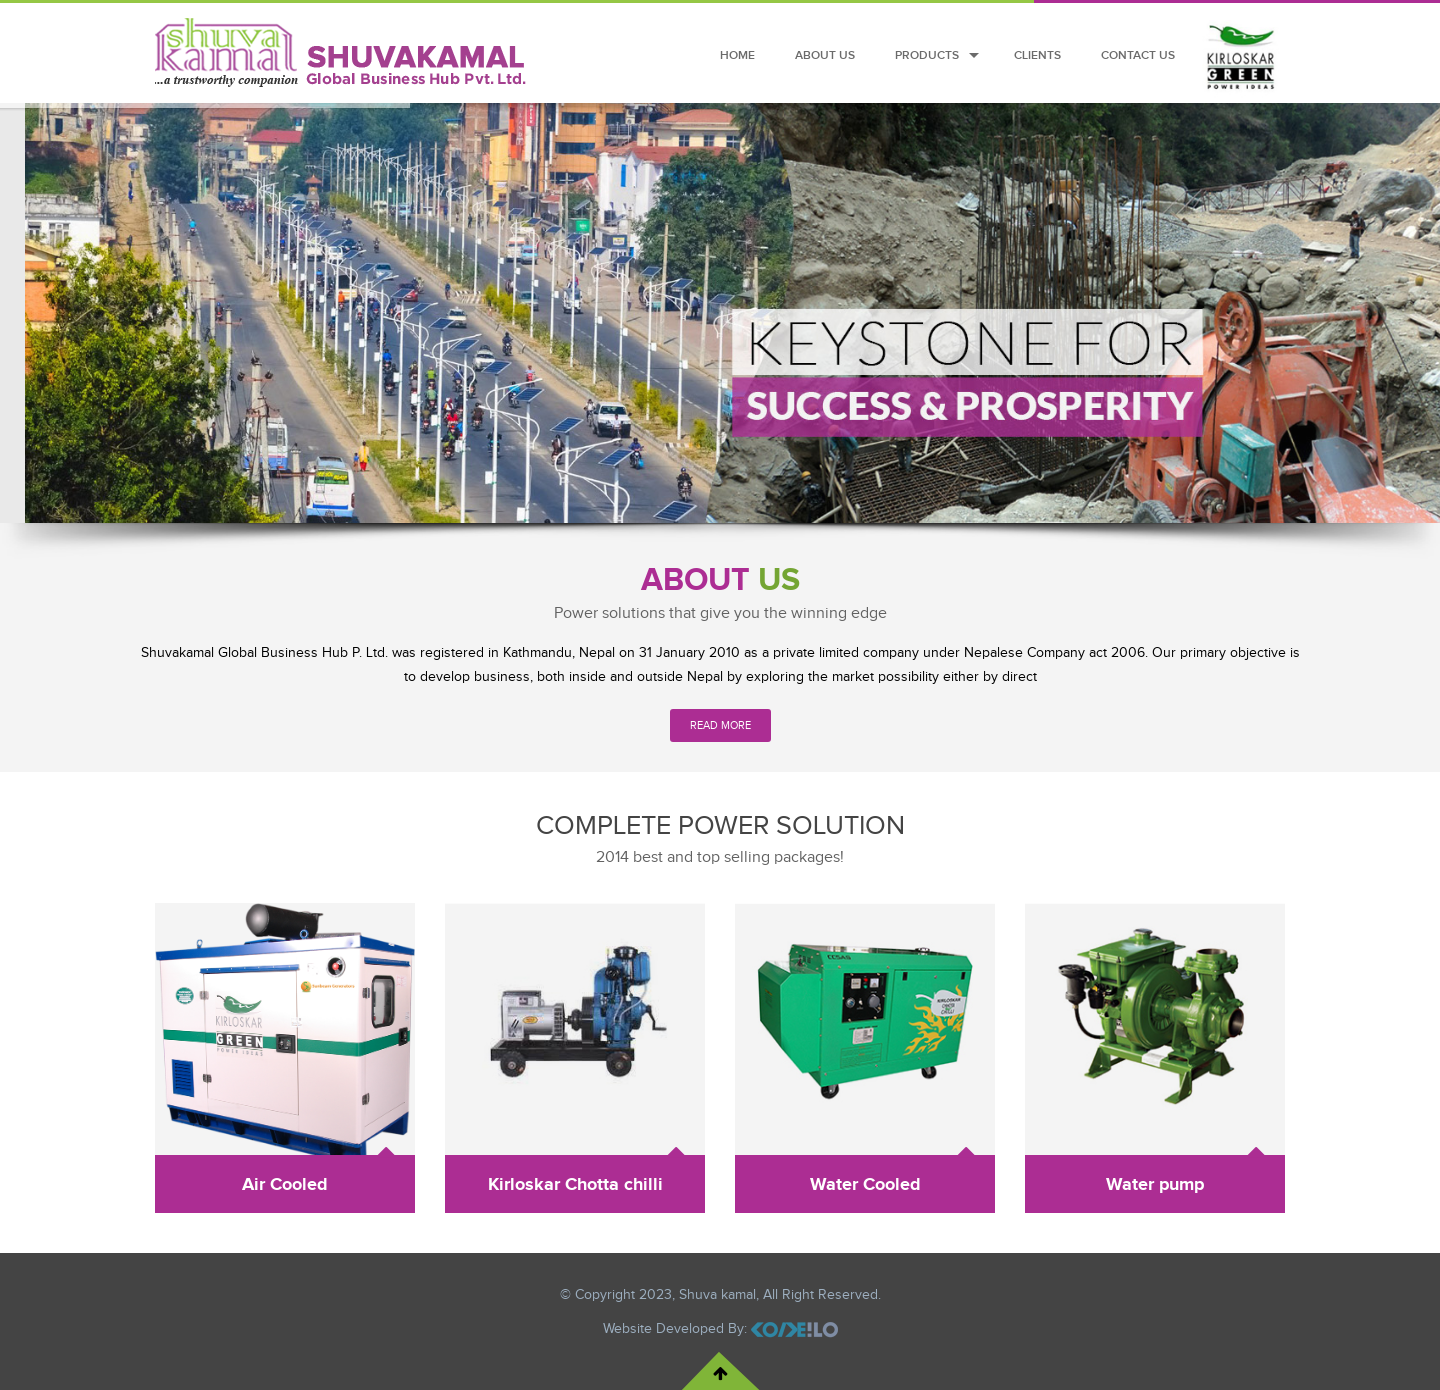 shuva
kamal
...a trustworthy companion
SHUVAKAMAL
Global Business Hub Pvt. Ltd.
HOME
ABOUT US
PRODUCTS
CLIENTS
CONTACT US
KIRLOSKAR
GREEN
POWER IDEAS
KEYSTONE FOR
SUCCESS & PROSPERITY
ABOUT US
Power solutions that give you the winning edge
Shuvakamal Global Business Hub P. Ltd. was registered in Kathmandu, Nepal on 31 January 2010 as a private limited company under Nepalese Company act 2006. Our primary objective is
to develop business, both inside and outside Nepal by exploring the market possibility either by direct
READ MORE
COMPLETE POWER SOLUTION
2014 best and top selling packages!
KIRLOSKAR
GREEN
POWER IDEAS
KIRLOSKAR
Air Cooled
Kirloskar Chotta chilli
Water Cooled
Water pump
© Copyright 2023, Shuva kamal, All Right Reserved.
Website Developed By: